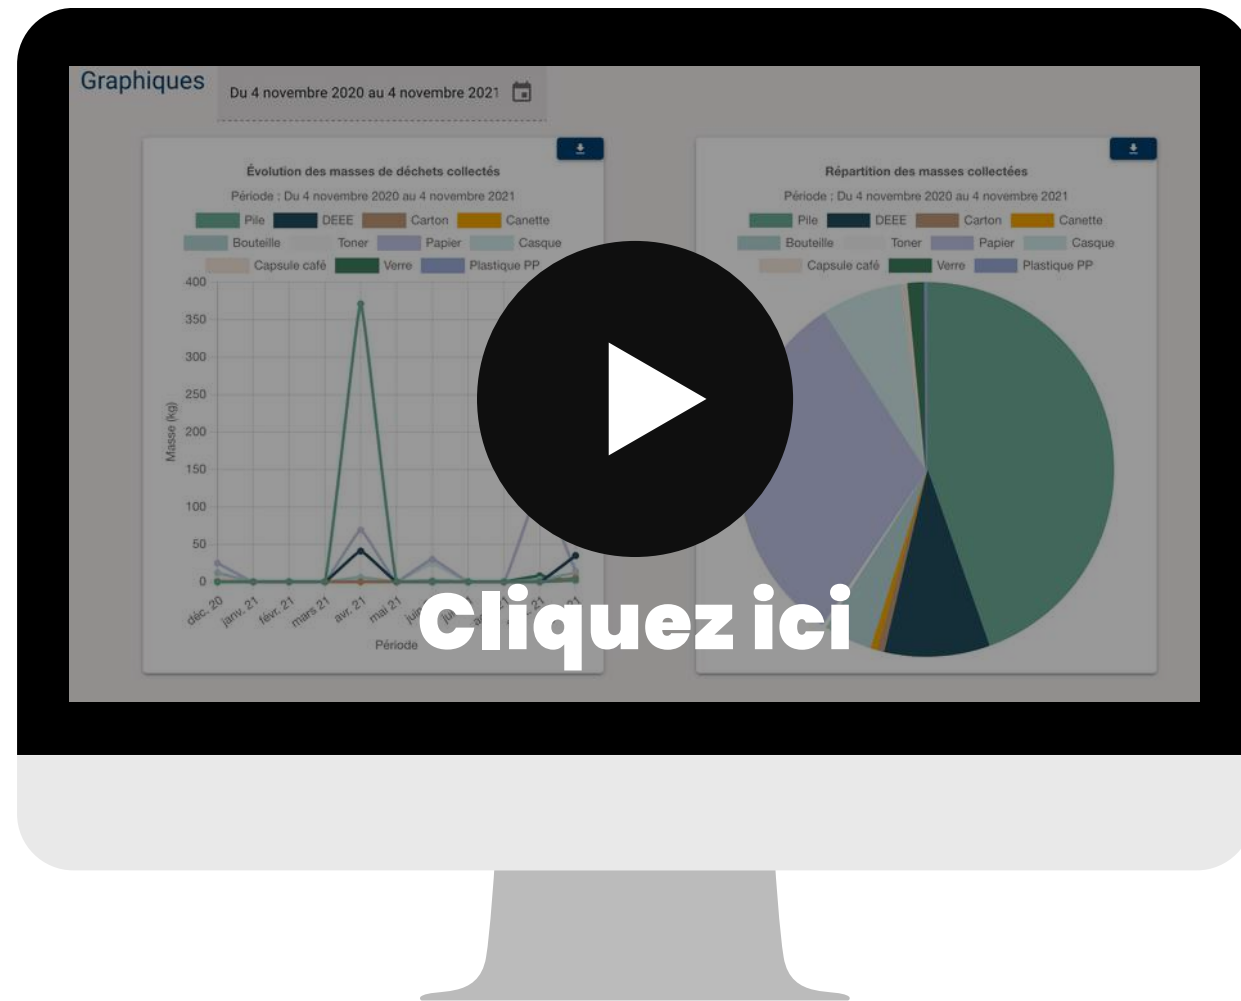 Graphiques
Du 4 novembre 2020 au 4 novembre 2021
Évolution des masses de déchets collectés
Période : Du 4 novembre 2020 au 4 novembre 2021
Pile DEEE Carton Canette
Bouteille Toner Papier Casque
Capsule café Verre Plastique PP
400
350
300
250
200
150
100
50
0
Masse (kg)
déc. 20 janv. 21 févr. 21 mars 21 avr. 21 mai 21
Période
Répartition des masses collectées
Période : Du 4 novembre 2020 au 4 novembre 2021
Pile DEEE Carton Canette
Bouteille Toner Papier Casque
Capsule café Verre Plastique PP
Cliquez ici